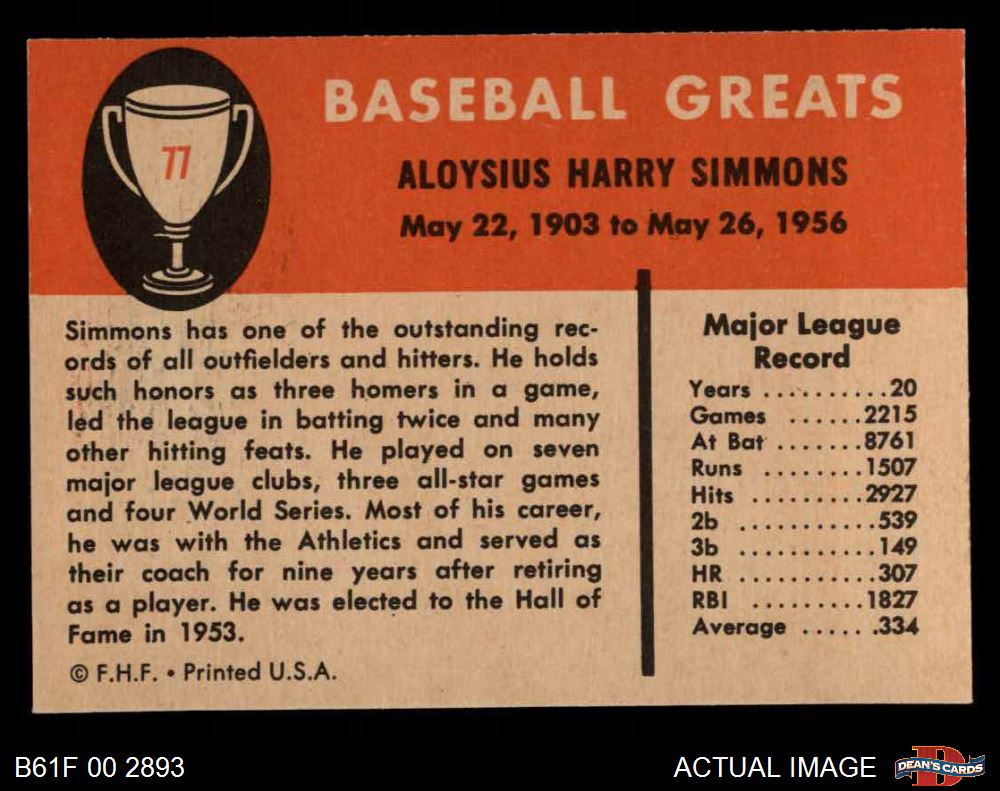 77
BASEBALL GREATS
ALOYSIUS HARRY SIMMONS
May 22, 1903 to May 26, 1956
Simmons has one of the outstanding rec-
ords of all outfielders and hitters. He holds
such honors as three homers in a game,
led the league in batting twice and many
other hitting feats. He played on seven
major league clubs, three all-star games
and four World Series. Most of his career,
he was with the Athletics and served as
their coach for nine years after retiring
as a player. He was elected to the Hall of
Fame in 1953.
© F.H.F. • Printed U.S.A.
Major League
Record
Years ..........20
Games ......2215
At Bat .......8761
Runs ........1507
Hits .........2927
2b ...........539
3b ...........149
HR ...........307
RBI .........1827
Average ......334
B61F 00 2893
ACTUAL IMAGE
D
DEAN'S CARDS